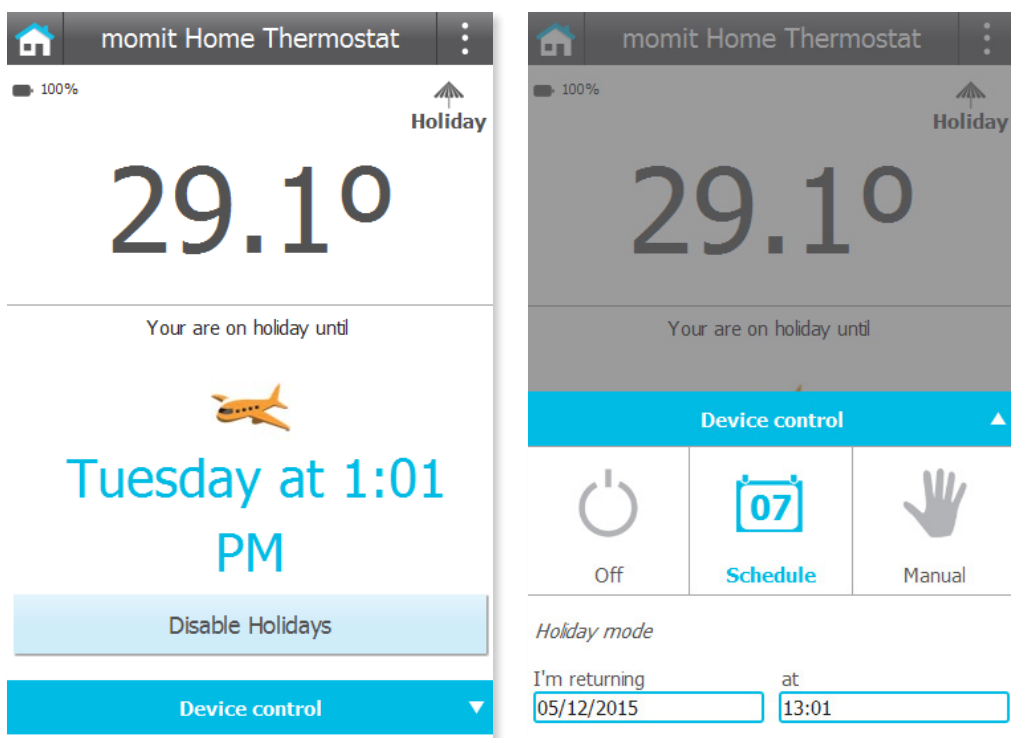 momit Home Thermostat
100%
Holiday
29.1º
Your are on holiday until
Tuesday at 1:01
PM
Disable Holidays
Device control
momit Home Thermostat
100%
Holiday
29.1º
Your are on holiday until
Device control
07
Off
Schedule
Manual
Holiday mode
I'm returning at
05/12/2015 13:01